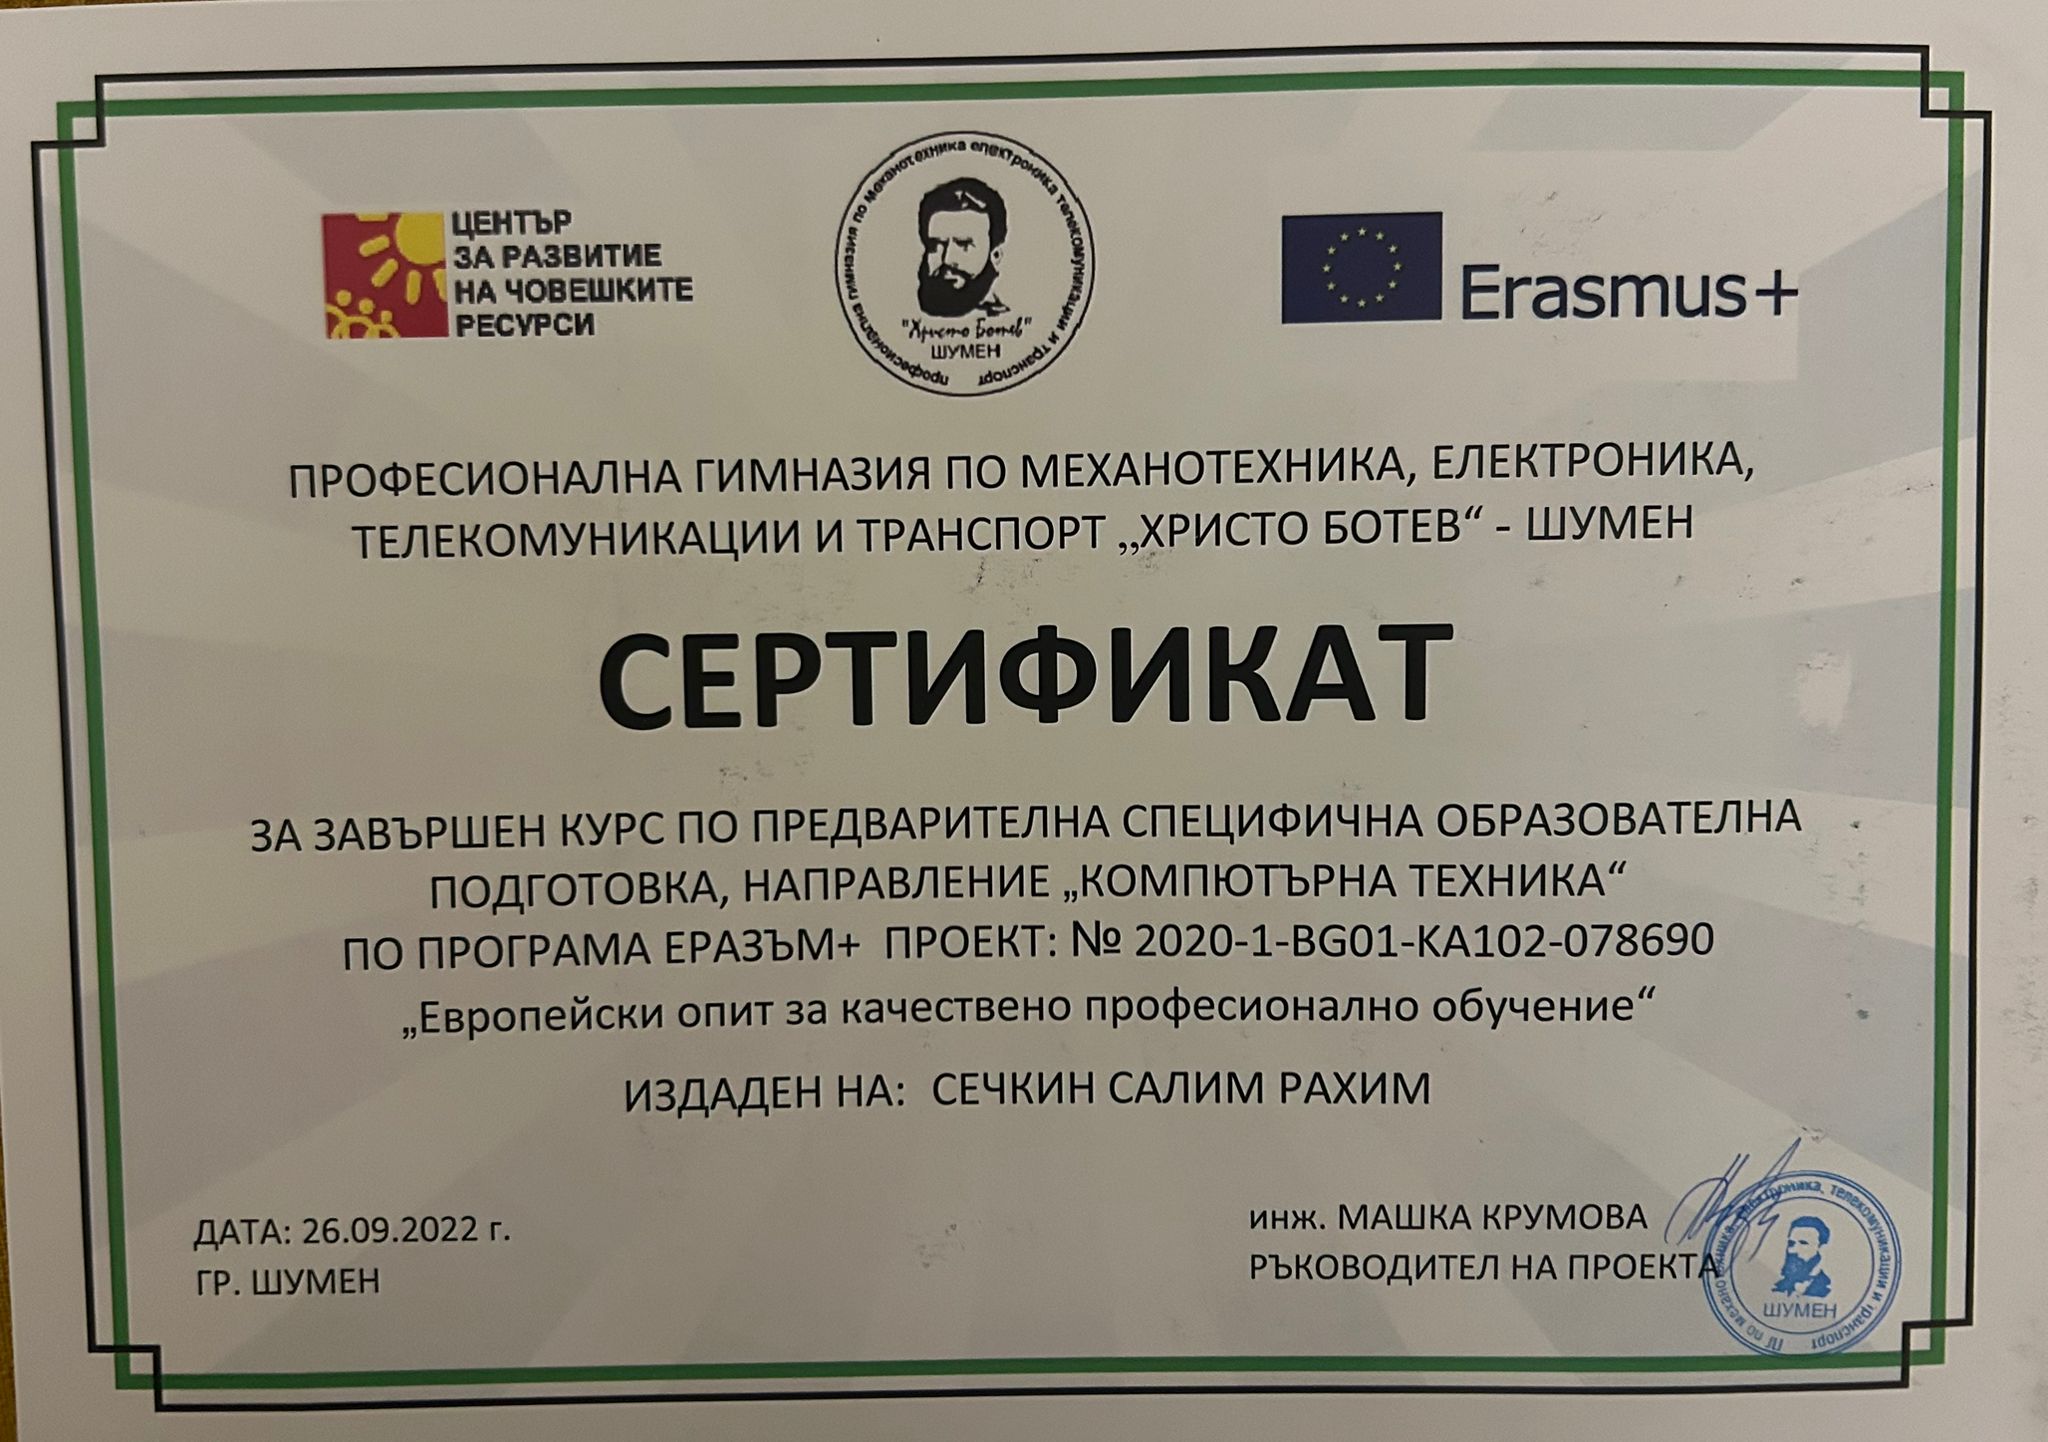 ЦЕНТЪР
ЗА РАЗВИТИЕ
НА ЧОВЕШКИТЕ
РЕСУРСИ
професионална гимназия по механотехника електроника телекомуникации и транспорт
"Христо Ботев"
ШУМЕН
Erasmus+
ПРОФЕСИОНАЛНА ГИМНАЗИЯ ПО МЕХАНОТЕХНИКА, ЕЛЕКТРОНИКА,
ТЕЛЕКОМУНИКАЦИИ И ТРАНСПОРТ „ХРИСТО БОТЕВ“ - ШУМЕН
СЕРТИФИКАТ
ЗА ЗАВЪРШЕН КУРС ПО ПРЕДВАРИТЕЛНА СПЕЦИФИЧНА ОБРАЗОВАТЕЛНА
ПОДГОТОВКА, НАПРАВЛЕНИЕ „КОМПЮТЪРНА ТЕХНИКА“
ПО ПРОГРАМА ЕРАЗЪМ+ ПРОЕКТ: № 2020-1-BG01-KA102-078690
„Европейски опит за качествено професионално обучение“
ИЗДАДЕН НА: СЕЧКИН САЛИМ РАХИМ
ДАТА: 26.09.2022 г.
ГР. ШУМЕН
инж. МАШКА КРУМОВА
РЪКОВОДИТЕЛ НА ПРОЕКТА
ПГ по механотехника, електроника, телекомуникации и транспорт
ШУМЕН